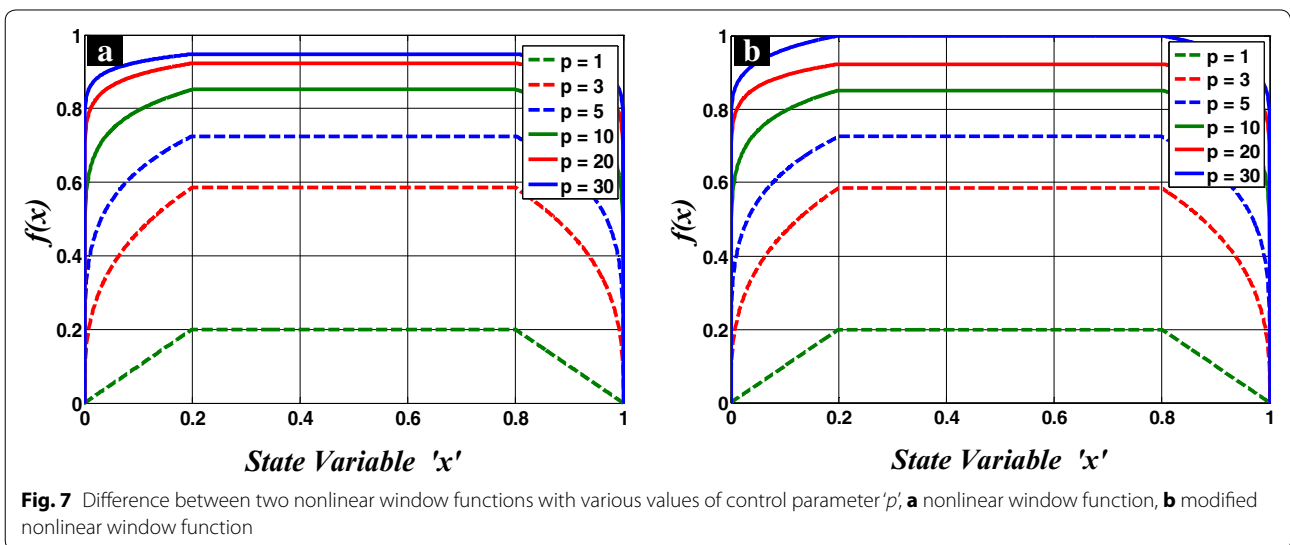 a
1
0.8
0.6
0.4
0.2
0
f(x)
p = 1
p = 3
p = 5
p = 10
p = 20
p = 30
0 0.2 0.4 0.6 0.8 1
State Variable 'x'
b
1
0.8
0.6
0.4
0.2
0
f(x)
p = 1
p = 3
p = 5
p = 10
p = 20
p = 30
0 0.2 0.4 0.6 0.8 1
State Variable 'x'
Fig. 7 Difference between two nonlinear window functions with various values of control parameter 'p', a nonlinear window function, b modified
nonlinear window function